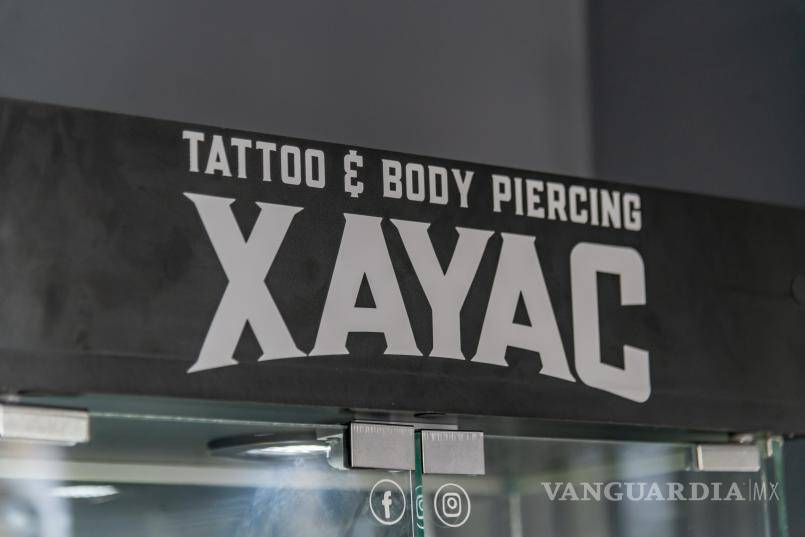 TATTOO & BODY PIERCING
XAYAC
VANGUARDIA|MX